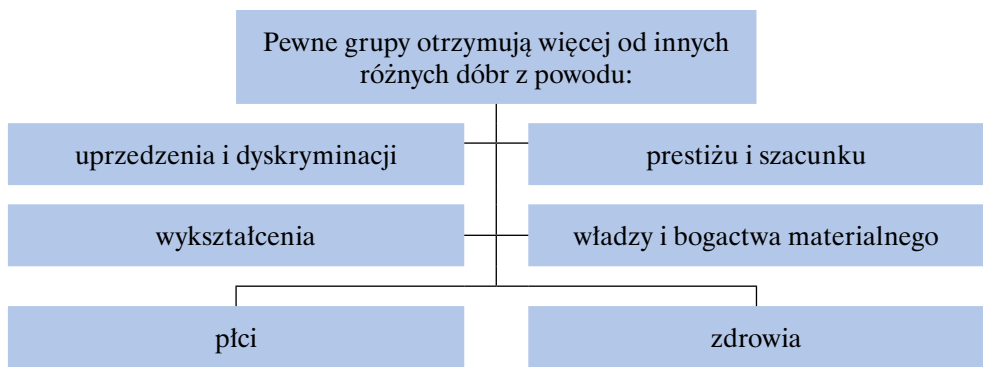 Pewne grupy otrzymują więcej od innych
różnych dóbr z powodu:
uprzedzenia i dyskryminacji
prestiżu i szacunku
wykształcenia
władzy i bogactwa materialnego
płci
zdrowia